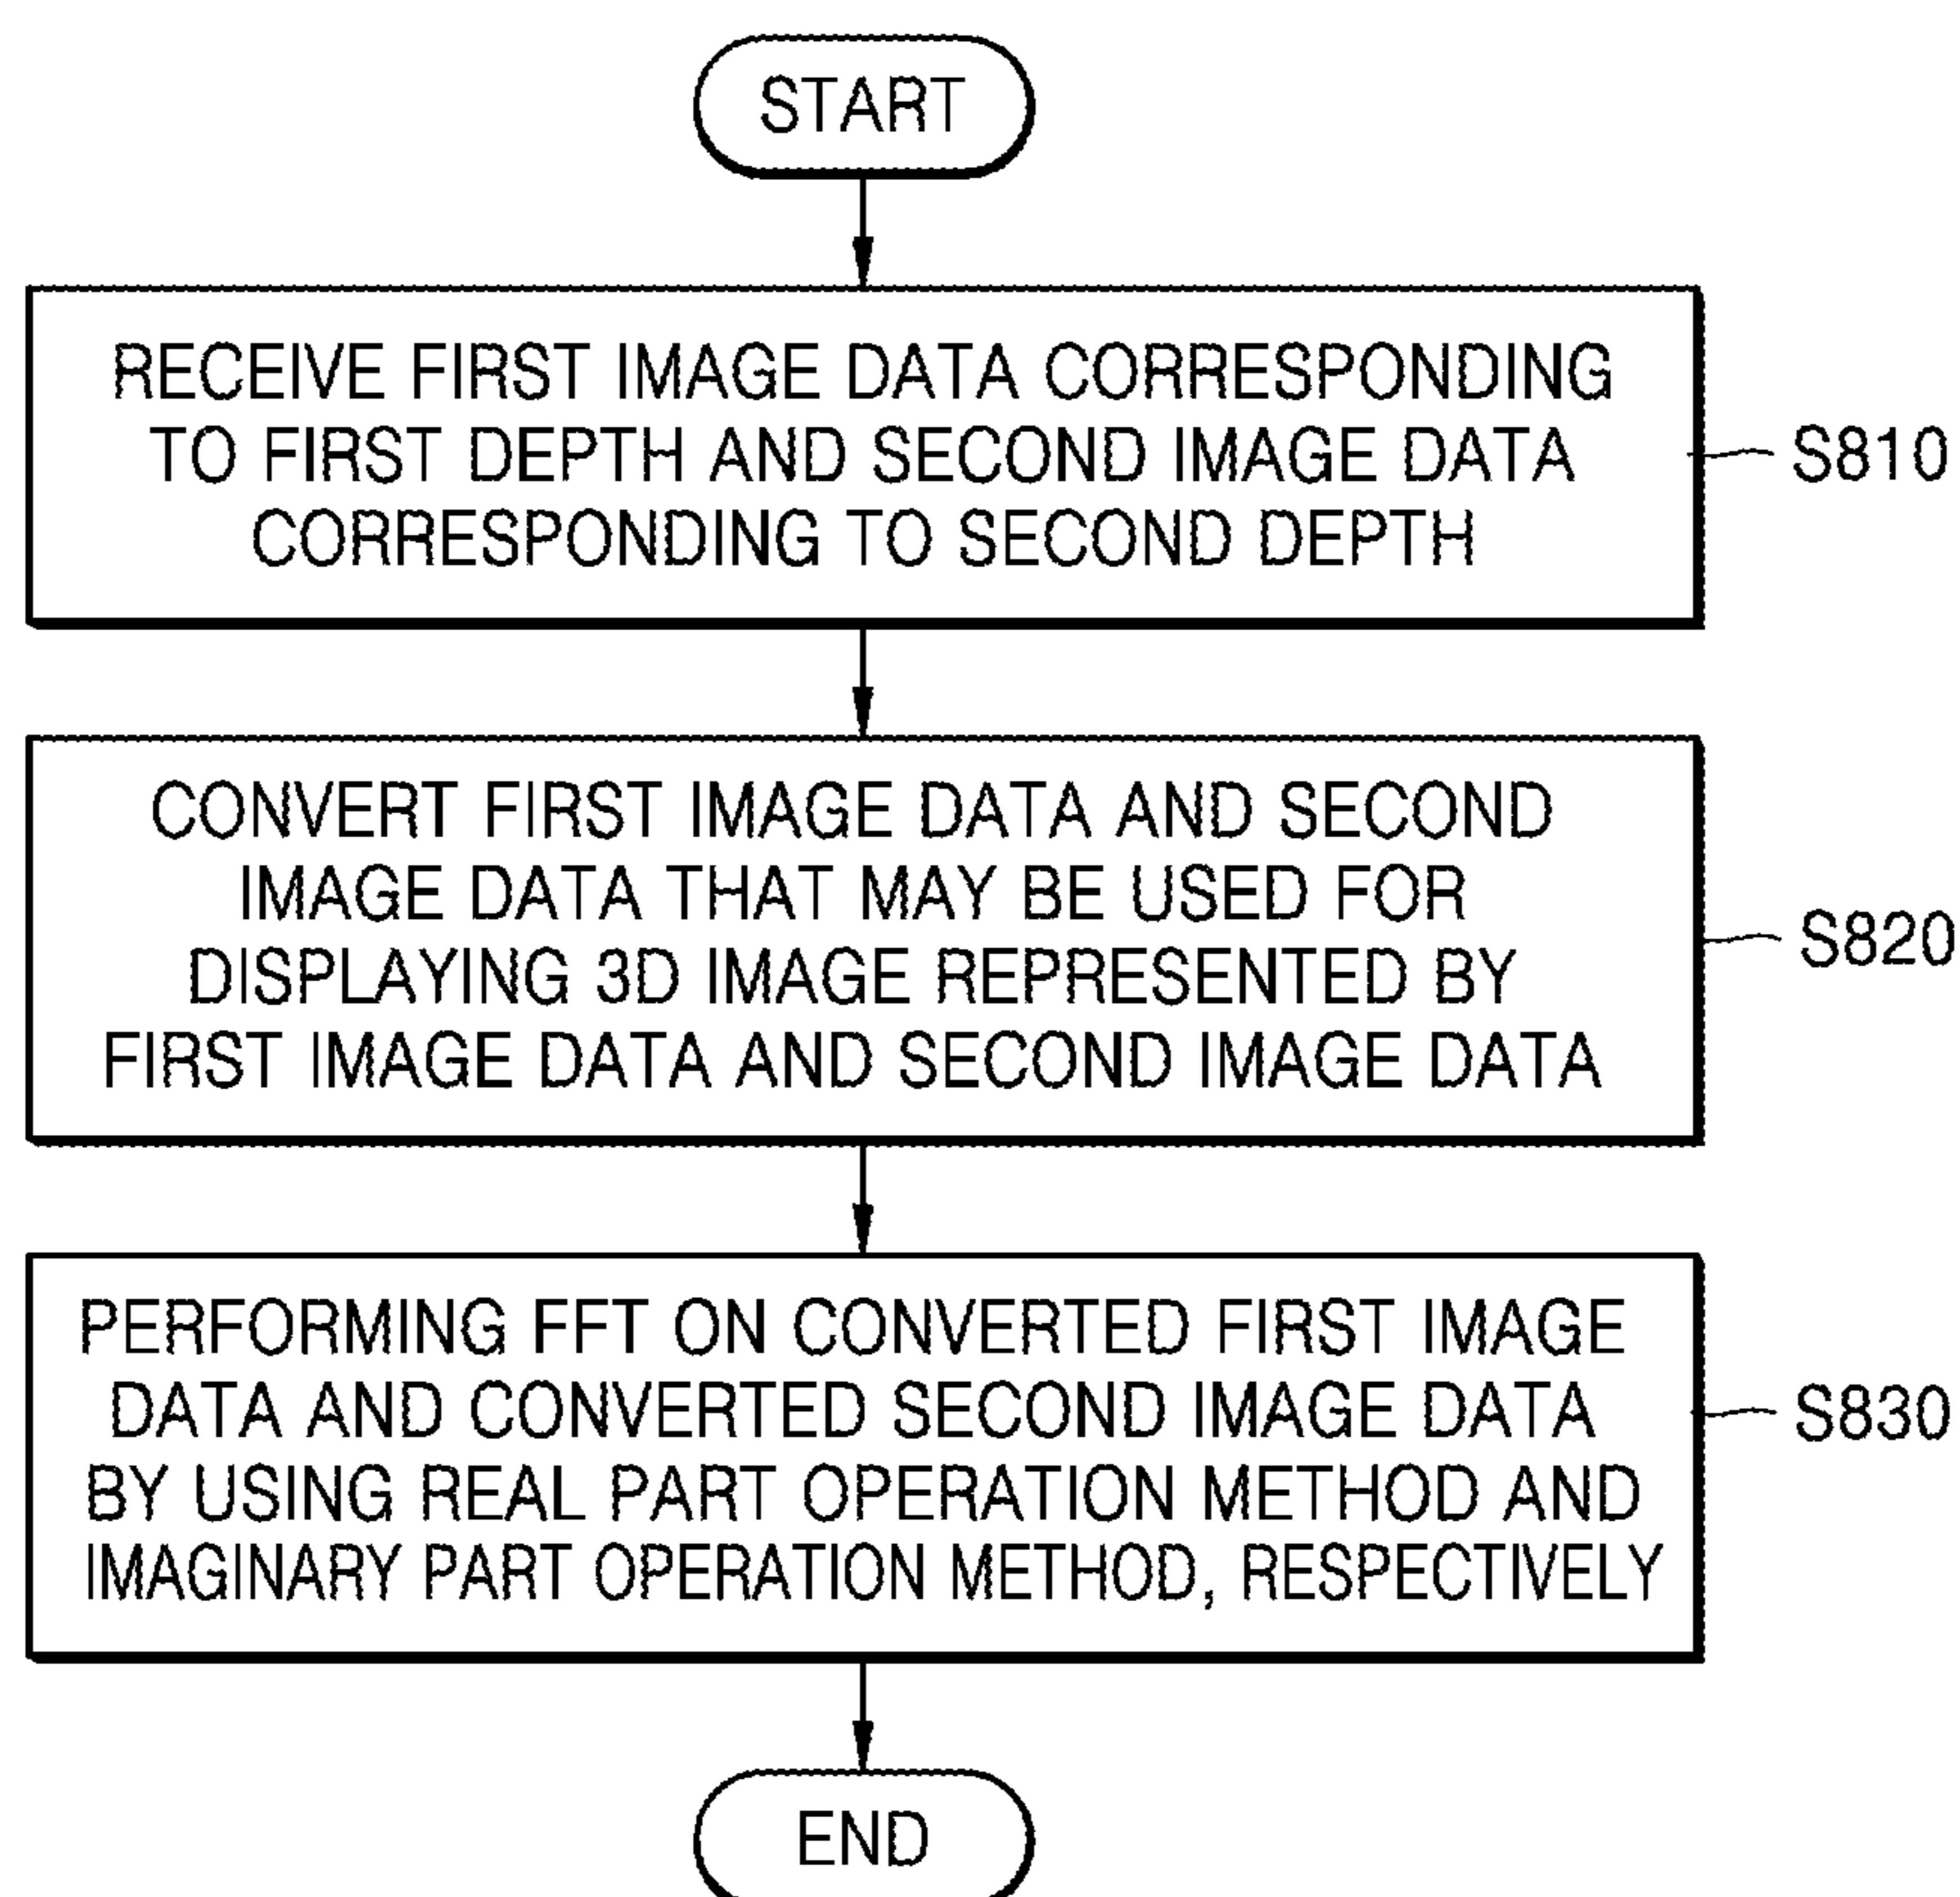 START
RECEIVE FIRST IMAGE DATA CORRESPONDING
TO FIRST DEPTH AND SECOND IMAGE DATA
CORRESPONDING TO SECOND DEPTH
S810
CONVERT FIRST IMAGE DATA AND SECOND
IMAGE DATA THAT MAY BE USED FOR
DISPLAYING 3D IMAGE REPRESENTED BY
FIRST IMAGE DATA AND SECOND IMAGE DATA
S820
PERFORMING FFT ON CONVERTED FIRST IMAGE
DATA AND CONVERTED SECOND IMAGE DATA
BY USING REAL PART OPERATION METHOD AND
IMAGINARY PART OPERATION METHOD, RESPECTIVELY
S830
END